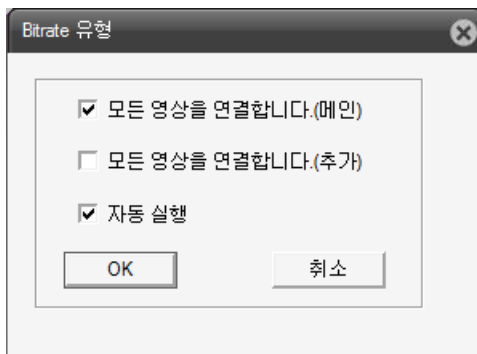 Bitrate 유형
모든 영상을 연결합니다.(메인)
모든 영상을 연결합니다.(추가)
자동 실행
OK 취소